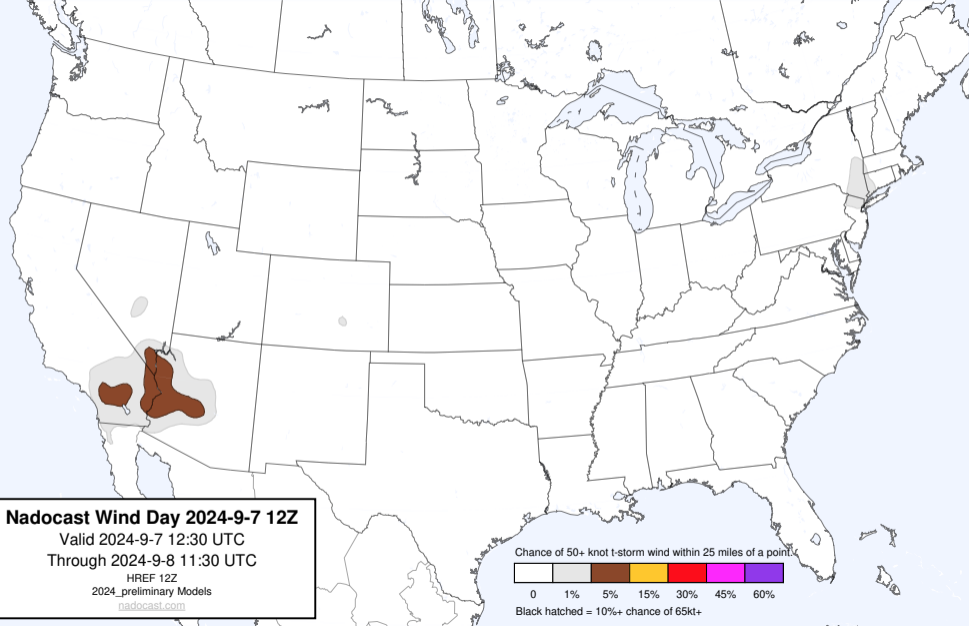 Nadocast Wind Day 2024-9-7 12Z
Valid 2024-9-7 12:30 UTC
Through 2024-9-8 11:30 UTC
HREF 12Z
2024_preliminary Models
nadocast.com
Chance of 50+ knot t-storm wind within 25 miles of a point.
0 1% 5% 15% 30% 45% 60%
Black hatched = 10%+ chance of 65kt+